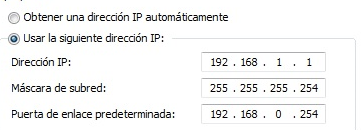 Obtener una dirección IP automáticamente
Usar la siguiente dirección IP:
Dirección IP: 192 . 168 . 1 . 1
Máscara de subred: 255 . 255 . 255 . 254
Puerta de enlace predeterminada: 192 . 168 . 0 . 254